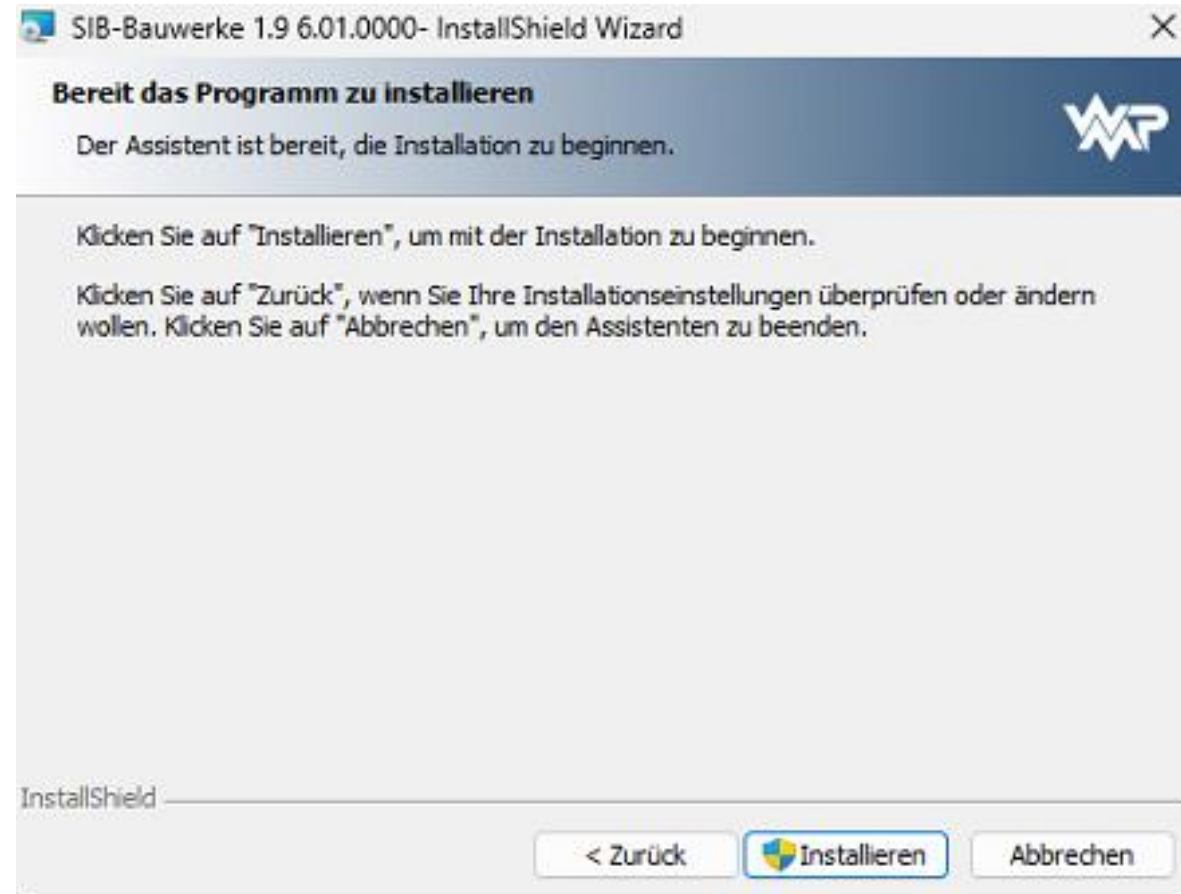 SIB-Bauwerke 1.9 6.01.0000- InstallShield Wizard
Bereit das Programm zu installieren
Der Assistent ist bereit, die Installation zu beginnen.
WMP
Klicken Sie auf "Installieren", um mit der Installation zu beginnen.
Klicken Sie auf "Zurück", wenn Sie Ihre Installationseinstellungen überprüfen oder ändern
wollen. Klicken Sie auf "Abbrechen", um den Assistenten zu beenden.
InstallShield
< Zurück
Installieren
Abbrechen